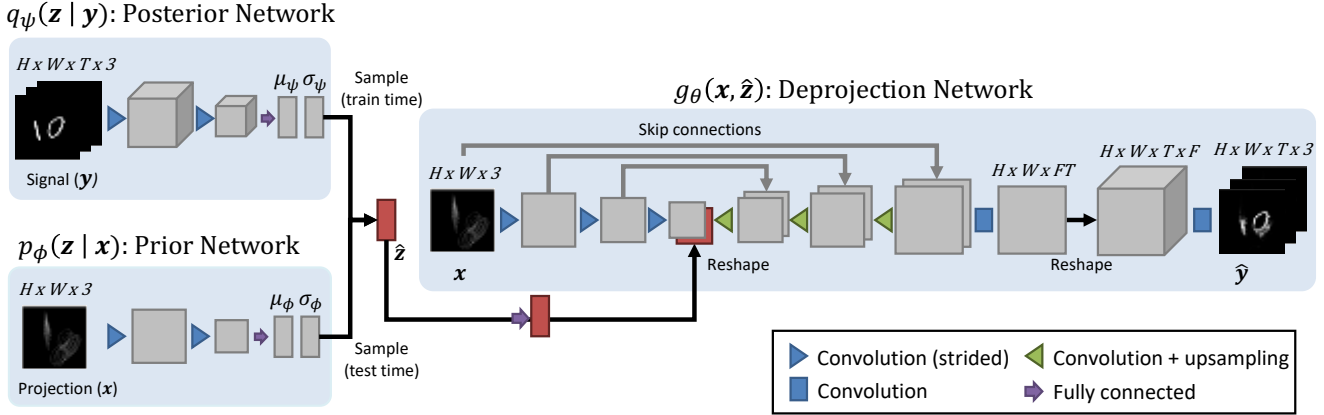 qψ(z | y): Posterior Network
H x W x T x 3
μψ σψ
Signal (y)
Sample
(train time)
pϕ(z | x): Prior Network
H x W x 3
μϕ σϕ
Projection (x)
Sample
(test time)
ẑ
gθ(x, ẑ): Deprojection Network
Skip connections
H x W x 3
x
Reshape
H x W x FT
Reshape
H x W x T x F
H x W x T x 3
ŷ
Convolution (strided)
Convolution + upsampling
Convolution
Fully connected